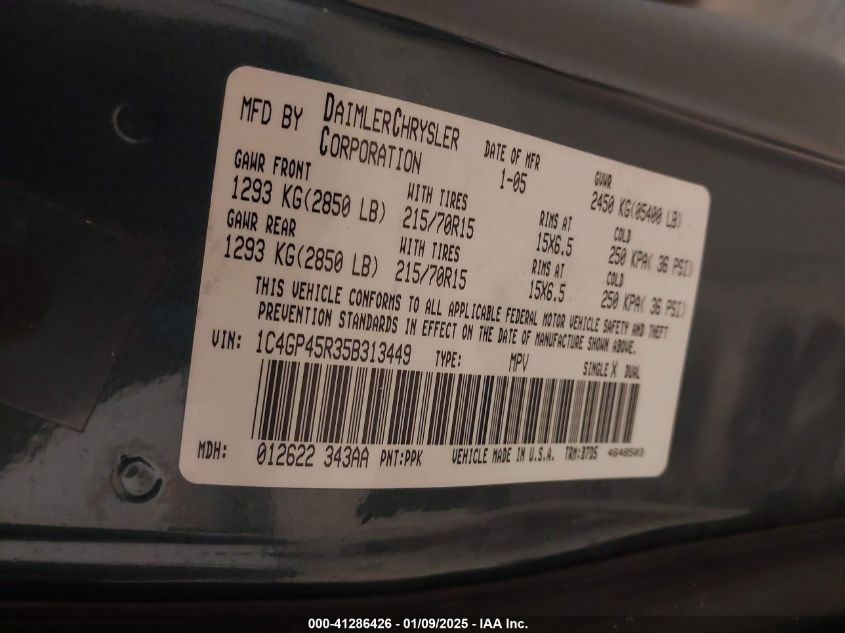 MFD BY DAIMLERCHRYSLER CORPORATION DATE OF MFR 1-05 GVWR 2450 KG(05400 LB)
GAWR FRONT WITH TIRES RIMS AT COLD
1293 KG(2850 LB) 215/70R15 15X6.5 250 KPA( 36 PSI)
GAWR REAR WITH TIRES RIMS AT COLD
1293 KG(2850 LB) 215/70R15 15X6.5 250 KPA( 36 PSI)
THIS VEHICLE CONFORMS TO ALL APPLICABLE FEDERAL MOTOR VEHICLE SAFETY AND THEFT
PREVENTION STANDARDS IN EFFECT ON THE DATE OF MANUFACTURE SHOWN ABOVE.
VIN: 1C4GP45R35B313449 TYPE: MPV SINGLE X DUAL
MDH: 012622 343AA PNT:PPK VEHICLE MADE IN U.S.A. TRM:37D5 4648503
000-41286426 - 01/09/2025 - IAA Inc.